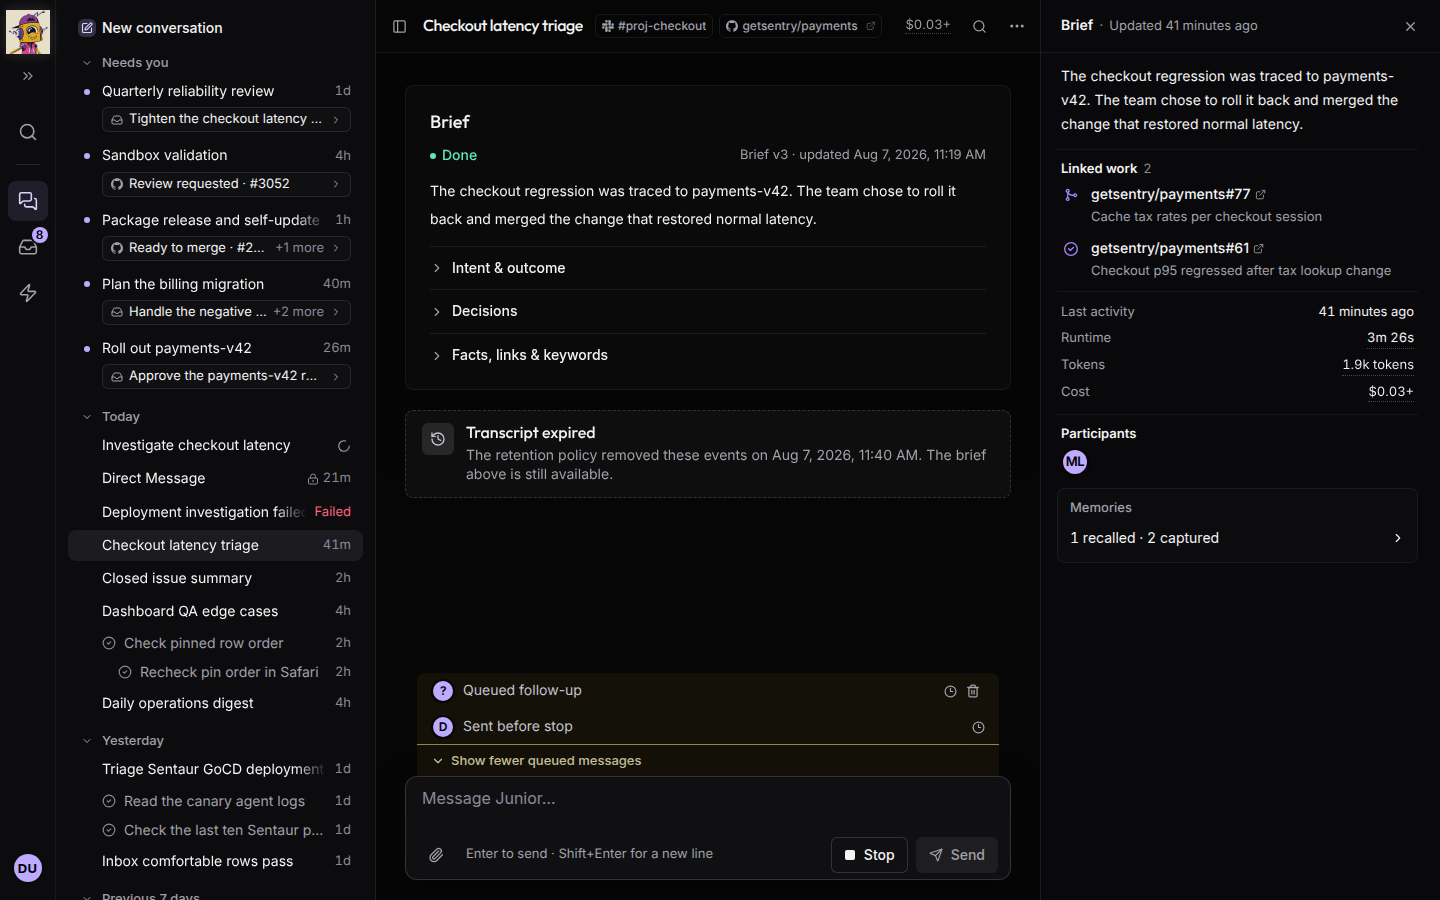 New conversation
Needs you
Quarterly reliability review 1d
Tighten the checkout latency ...
Sandbox validation 4h
Review requested · #3052
Package release and self-update 1h
Ready to merge · #2... +1 more
Plan the billing migration 40m
Handle the negative ... +2 more
Roll out payments-v42 26m
Approve the payments-v42 r...
Today
Investigate checkout latency
Direct Message 21m
Deployment investigation failed Failed
Checkout latency triage 41m
Closed issue summary 2h
Dashboard QA edge cases 4h
Check pinned row order 2h
Recheck pin order in Safari 2h
Daily operations digest 4h
Yesterday
Triage Sentaur GoCD deployment 1d
Read the canary agent logs 1d
Check the last ten Sentaur p... 1d
Inbox comfortable rows pass 1d
Previous 7 days
8
DU
Checkout latency triage #proj-checkout getsentry/payments $0.03+
Brief
Done Brief v3 · updated Aug 7, 2026, 11:19 AM
The checkout regression was traced to payments-v42. The team chose to roll it
back and merged the change that restored normal latency.
Intent & outcome
Decisions
Facts, links & keywords
Transcript expired
The retention policy removed these events on Aug 7, 2026, 11:40 AM. The brief
above is still available.
? Queued follow-up
D Sent before stop
Show fewer queued messages
Message Junior...
Enter to send · Shift+Enter for a new line Stop Send
Brief · Updated 41 minutes ago
The checkout regression was traced to payments-
v42. The team chose to roll it back and merged the
change that restored normal latency.
Linked work 2
getsentry/payments#77
Cache tax rates per checkout session
getsentry/payments#61
Checkout p95 regressed after tax lookup change
Last activity 41 minutes ago
Runtime 3m 26s
Tokens 1.9k tokens
Cost $0.03+
Participants
ML
Memories
1 recalled · 2 captured